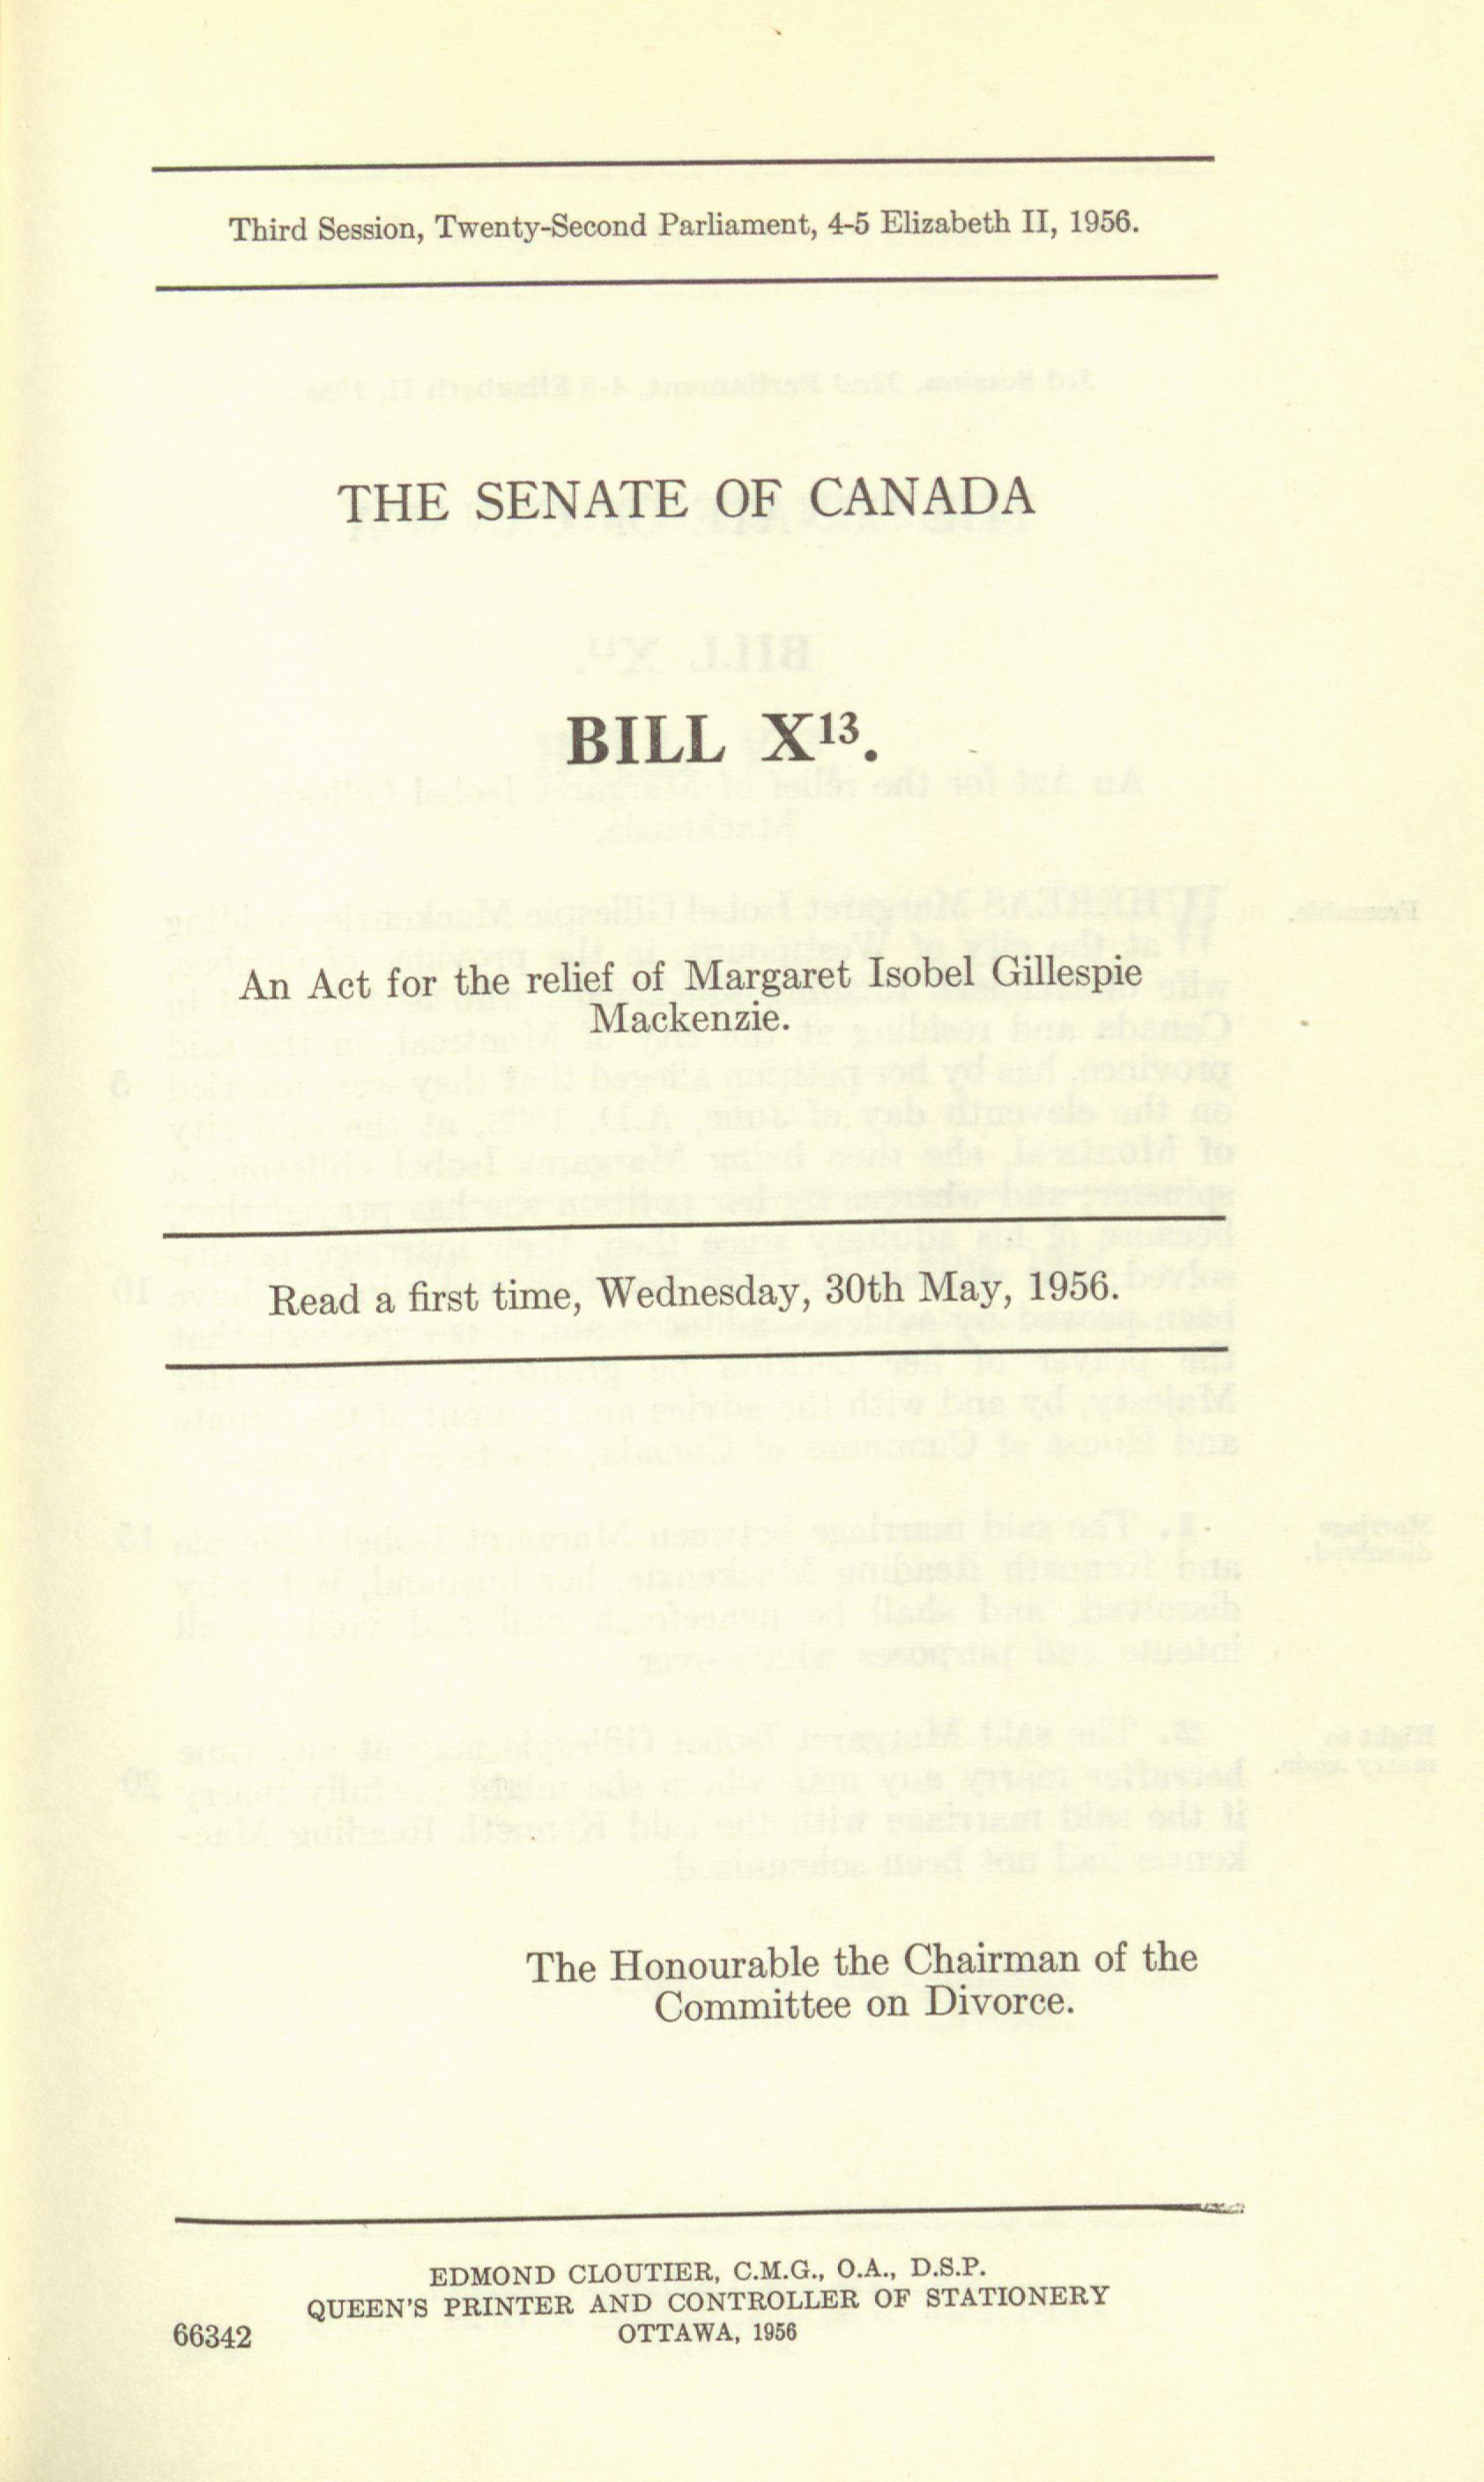 Third Session, Twenty-Second Parliament, 4-5 Elizabeth II, 1956.
THE SENATE OF CANADA
BILL X¹³.
An Act for the relief of Margaret Isobel Gillespie
Mackenzie.
Read a first time, Wednesday, 30th May, 1956.
The Honourable the Chairman of the
Committee on Divorce.
EDMOND CLOUTIER, C.M.G., O.A., D.S.P.
QUEEN'S PRINTER AND CONTROLLER OF STATIONERY
OTTAWA, 1956
66342